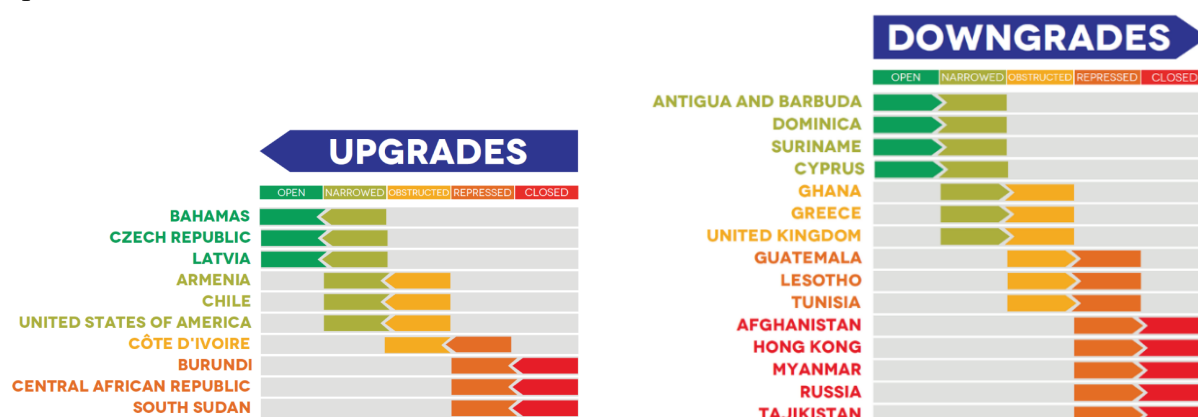 UPGRADES
OPEN NARROWED OBSTRUCTED REPRESSED CLOSED
BAHAMAS
CZECH REPUBLIC
LATVIA
ARMENIA
CHILE
UNITED STATES OF AMERICA
CÔTE D'IVOIRE
BURUNDI
CENTRAL AFRICAN REPUBLIC
SOUTH SUDAN
DOWNGRADES
OPEN NARROWED OBSTRUCTED REPRESSED CLOSED
ANTIGUA AND BARBUDA
DOMINICA
SURINAME
CYPRUS
GHANA
GREECE
UNITED KINGDOM
GUATEMALA
LESOTHO
TUNISIA
AFGHANISTAN
HONG KONG
MYANMAR
RUSSIA
TAJIKISTAN